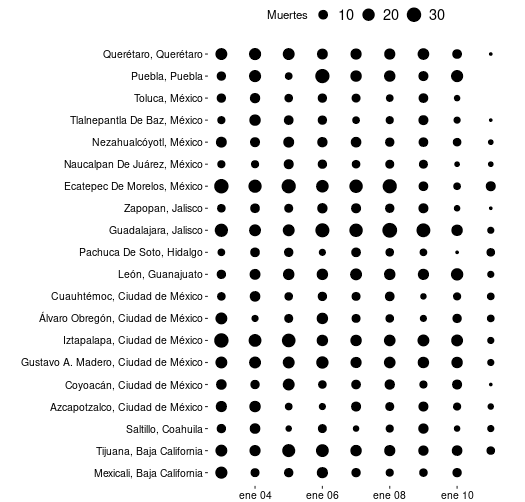 Muertes 10 20 30
Querétaro, Querétaro
Puebla, Puebla
Toluca, México
Tlalnepantla De Baz, México
Nezahualcóyotl, México
Naucalpan De Juárez, México
Ecatepec De Morelos, México
Zapopan, Jalisco
Guadalajara, Jalisco
Pachuca De Soto, Hidalgo
León, Guanajuato
Cuauhtémoc, Ciudad de México
Álvaro Obregón, Ciudad de México
Iztapalapa, Ciudad de México
Gustavo A. Madero, Ciudad de México
Coyoacán, Ciudad de México
Azcapotzalco, Ciudad de México
Saltillo, Coahuila
Tijuana, Baja California
Mexicali, Baja California
ene 04 ene 06 ene 08 ene 10